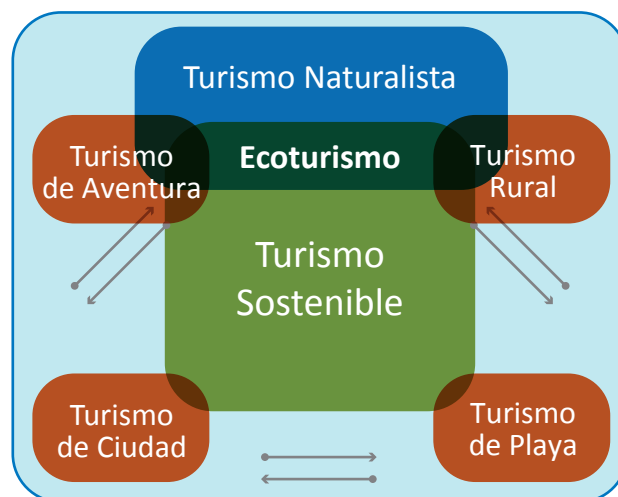 Turismo Naturalista
Turismo
de Aventura
Ecoturismo
Turismo
Rural
Turismo
Sostenible
Turismo
de Ciudad
Turismo
de Playa